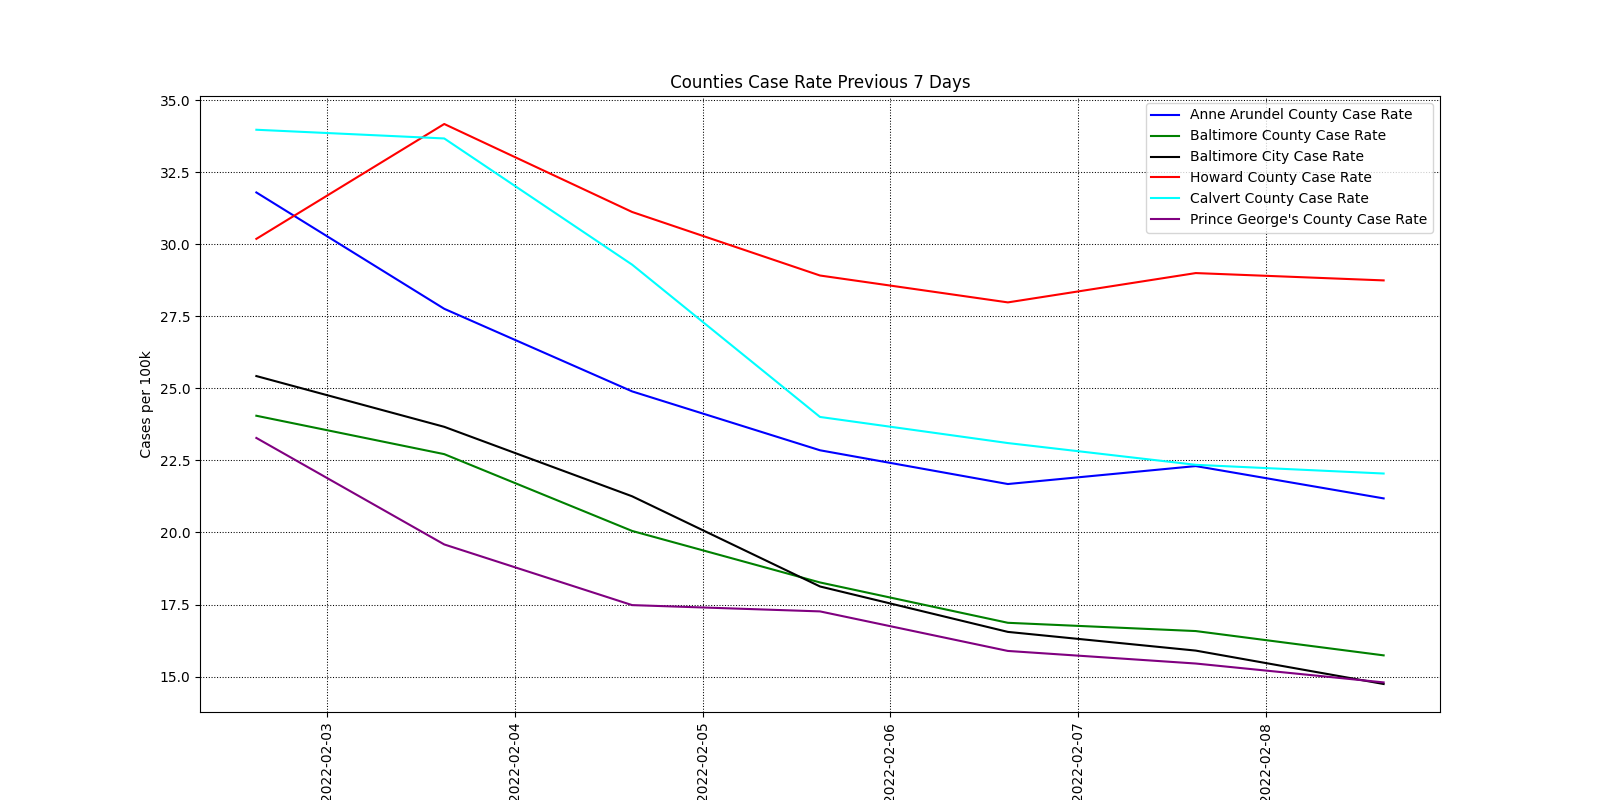 Counties Case Rate Previous 7 Days
35.0
32.5
30.0
27.5
25.0
22.5
20.0
17.5
15.0
Cases per 100k
Anne Arundel County Case Rate
Baltimore County Case Rate
Baltimore City Case Rate
Howard County Case Rate
Calvert County Case Rate
Prince George's County Case Rate
2022-02-03
2022-02-04
2022-02-05
2022-02-06
2022-02-07
2022-02-08